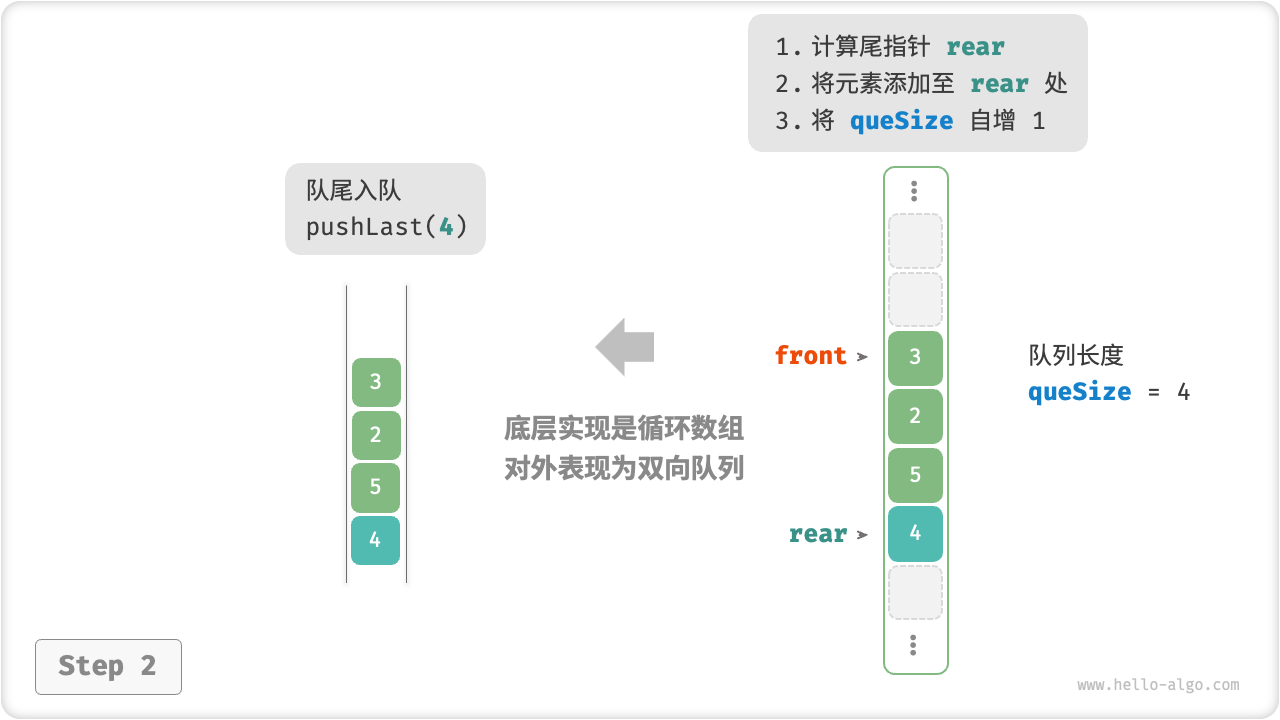 1. 计算尾指针 rear
2. 将元素添加至 rear 处
3. 将 queSize 自增 1
队尾入队
pushLast(4)
3
2
5
4
底层实现是循环数组
对外表现为双向队列
front
rear
3
2
5
4
队列长度
queSize = 4
Step 2
www.hello-algo.com